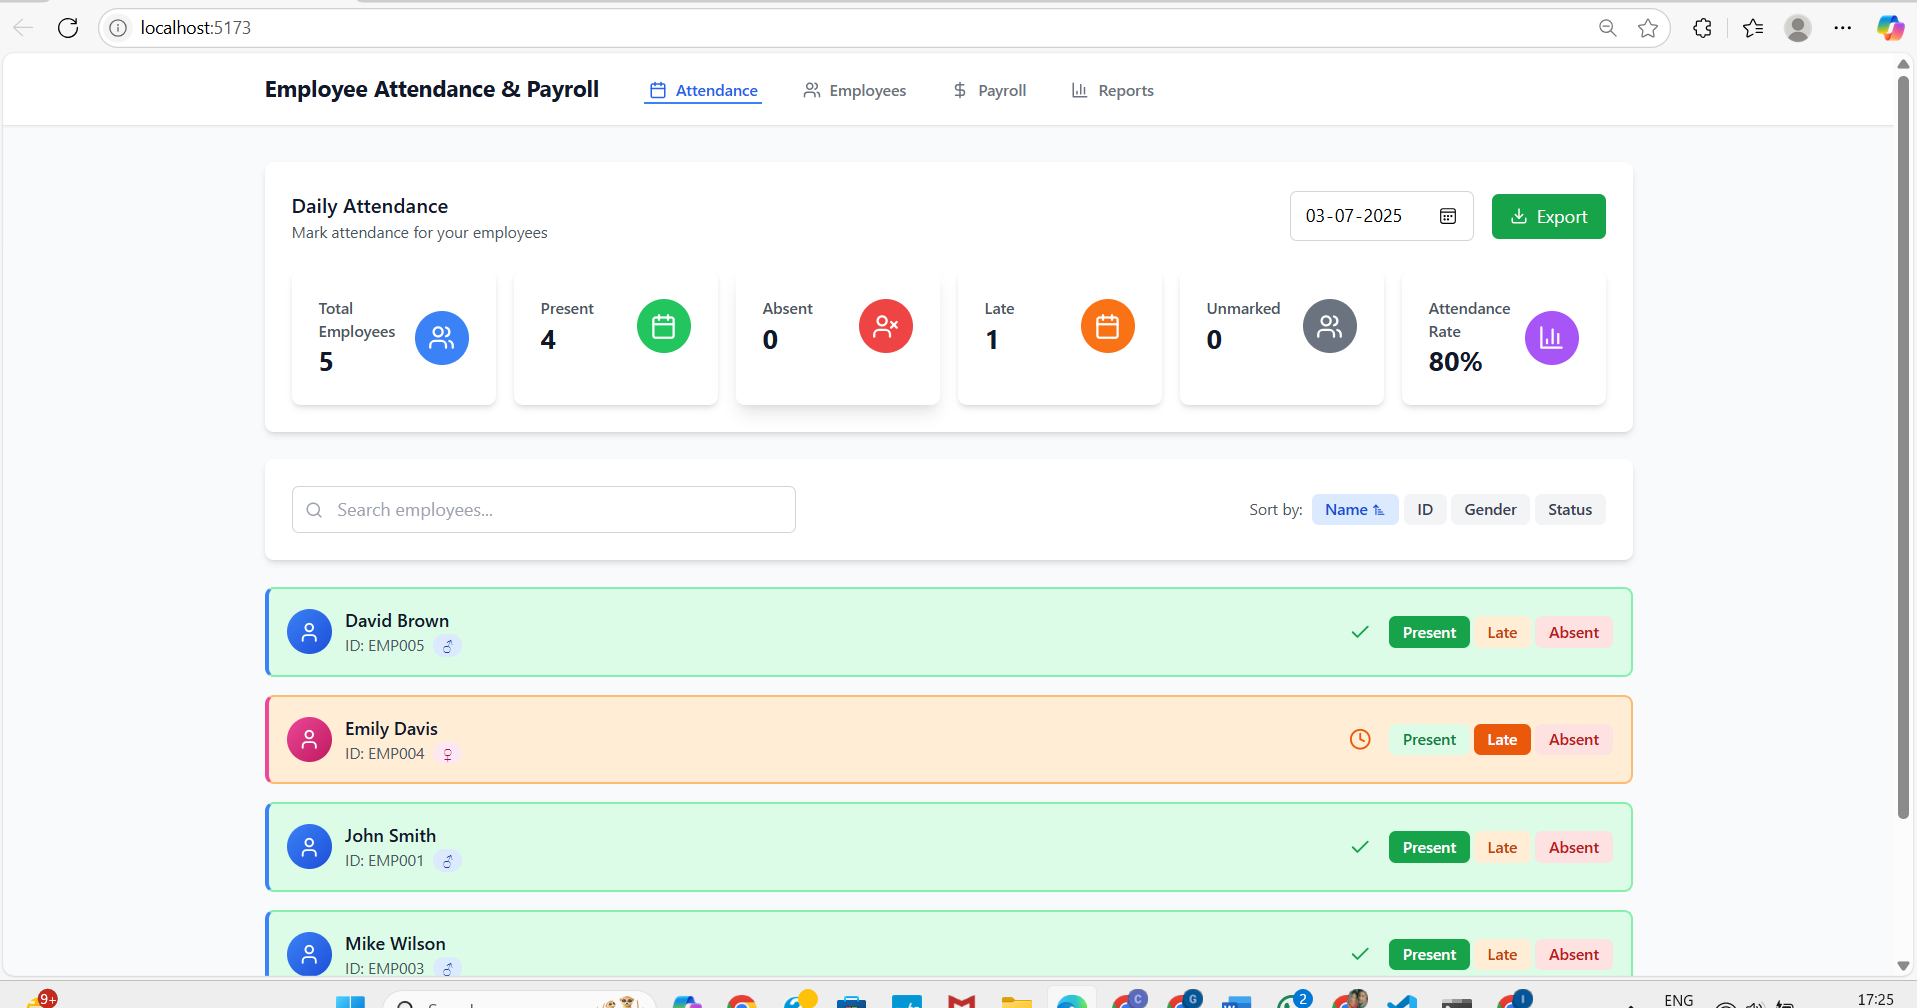 localhost:5173
Employee Attendance & Payroll
Attendance
Employees
Payroll
Reports
Daily Attendance
Mark attendance for your employees
03-07-2025
Export
Total
Employees
5
Present
4
Absent
0
Late
1
Unmarked
0
Attendance
Rate
80%
Search employees...
Sort by:
Name
ID
Gender
Status
David Brown
ID: EMP005
Present
Late
Absent
Emily Davis
ID: EMP004
Present
Late
Absent
John Smith
ID: EMP001
Present
Late
Absent
Mike Wilson
ID: EMP003
Present
Late
Absent
9+
C
G
2
I
ENG
17:25